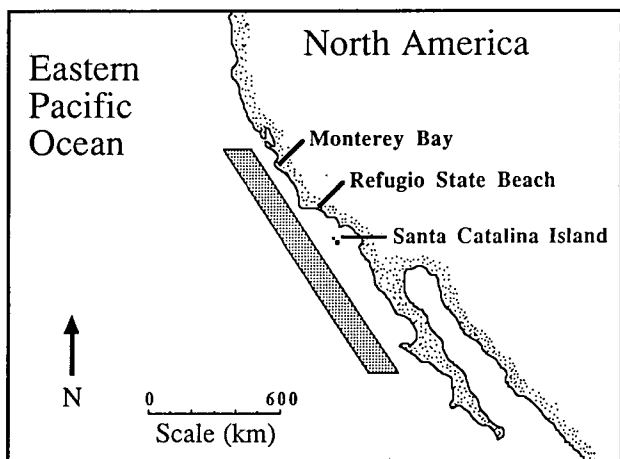 North America
Eastern
Pacific
Ocean
Monterey Bay
Refugio State Beach
Santa Catalina Island
N
0 600
Scale (km)